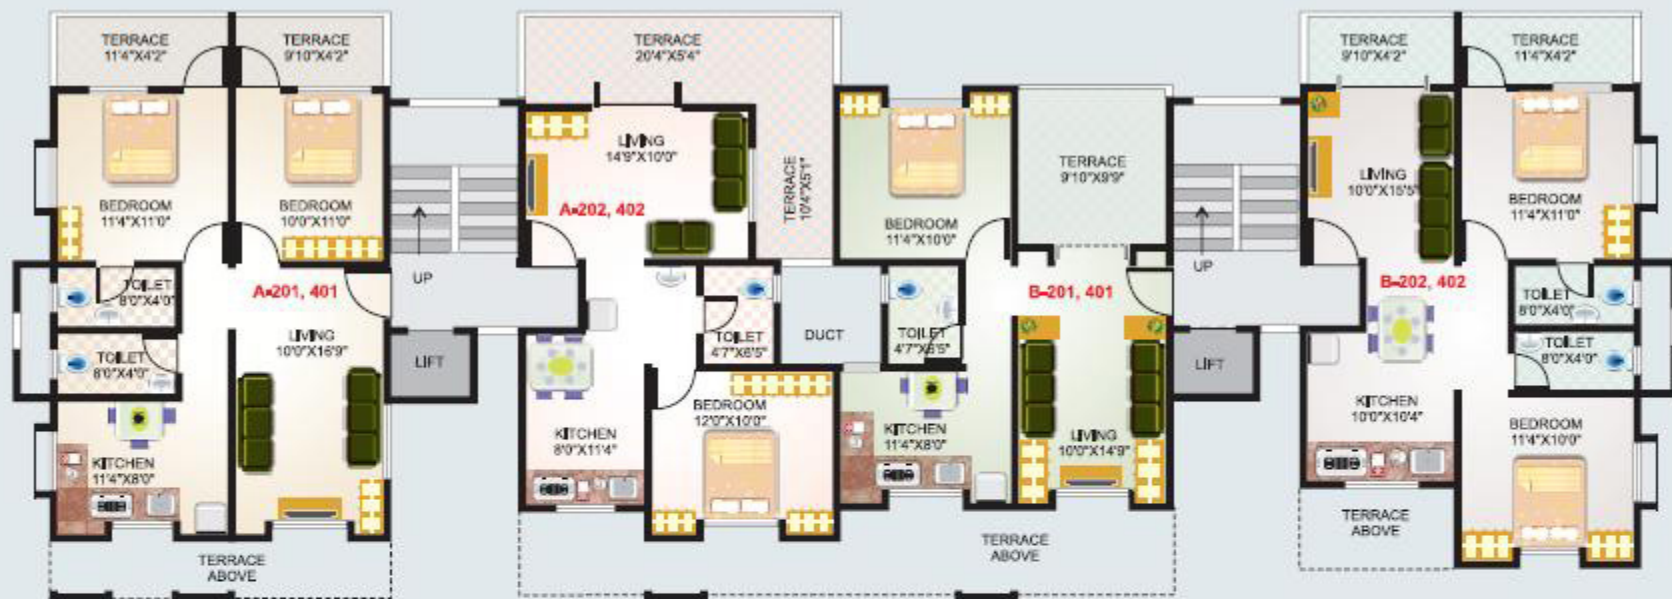 TERRACE
11'4"X4'2"
TERRACE
9'10"X4'2"
BEDROOM
11'4"X11'0"
BEDROOM
10'0"X11'0"
TOILET
8'0"X4'0"
A-201, 401
LIVING
10'0"X16'9"
TOILET
8'0"X4'0"
KITCHEN
11'4"X8'0"
TERRACE
ABOVE
UP
LIFT
TERRACE
20'4"X5'4"
LIVING
14'9"X10'0"
A-202, 402
TERRACE
10'4"X5'1"
TOILET
4'7"X6'5"
DUCT
KITCHEN
8'0"X11'4"
BEDROOM
12'0"X10'0"
BEDROOM
11'4"X10'0"
TERRACE
9'10"X9'9"
TOILET
4'7"X6'5"
B-201, 401
KITCHEN
11'4"X8'0"
LIVING
10'0"X14'9"
TERRACE
ABOVE
UP
LIFT
TERRACE
9'10"X4'2"
TERRACE
11'4"X4'2"
LIVING
10'0"X15'5"
BEDROOM
11'4"X11'0"
B-202, 402
TOILET
8'0"X4'0"
TOILET
8'0"X4'0"
KITCHEN
10'0"X10'4"
BEDROOM
11'4"X10'0"
TERRACE
ABOVE